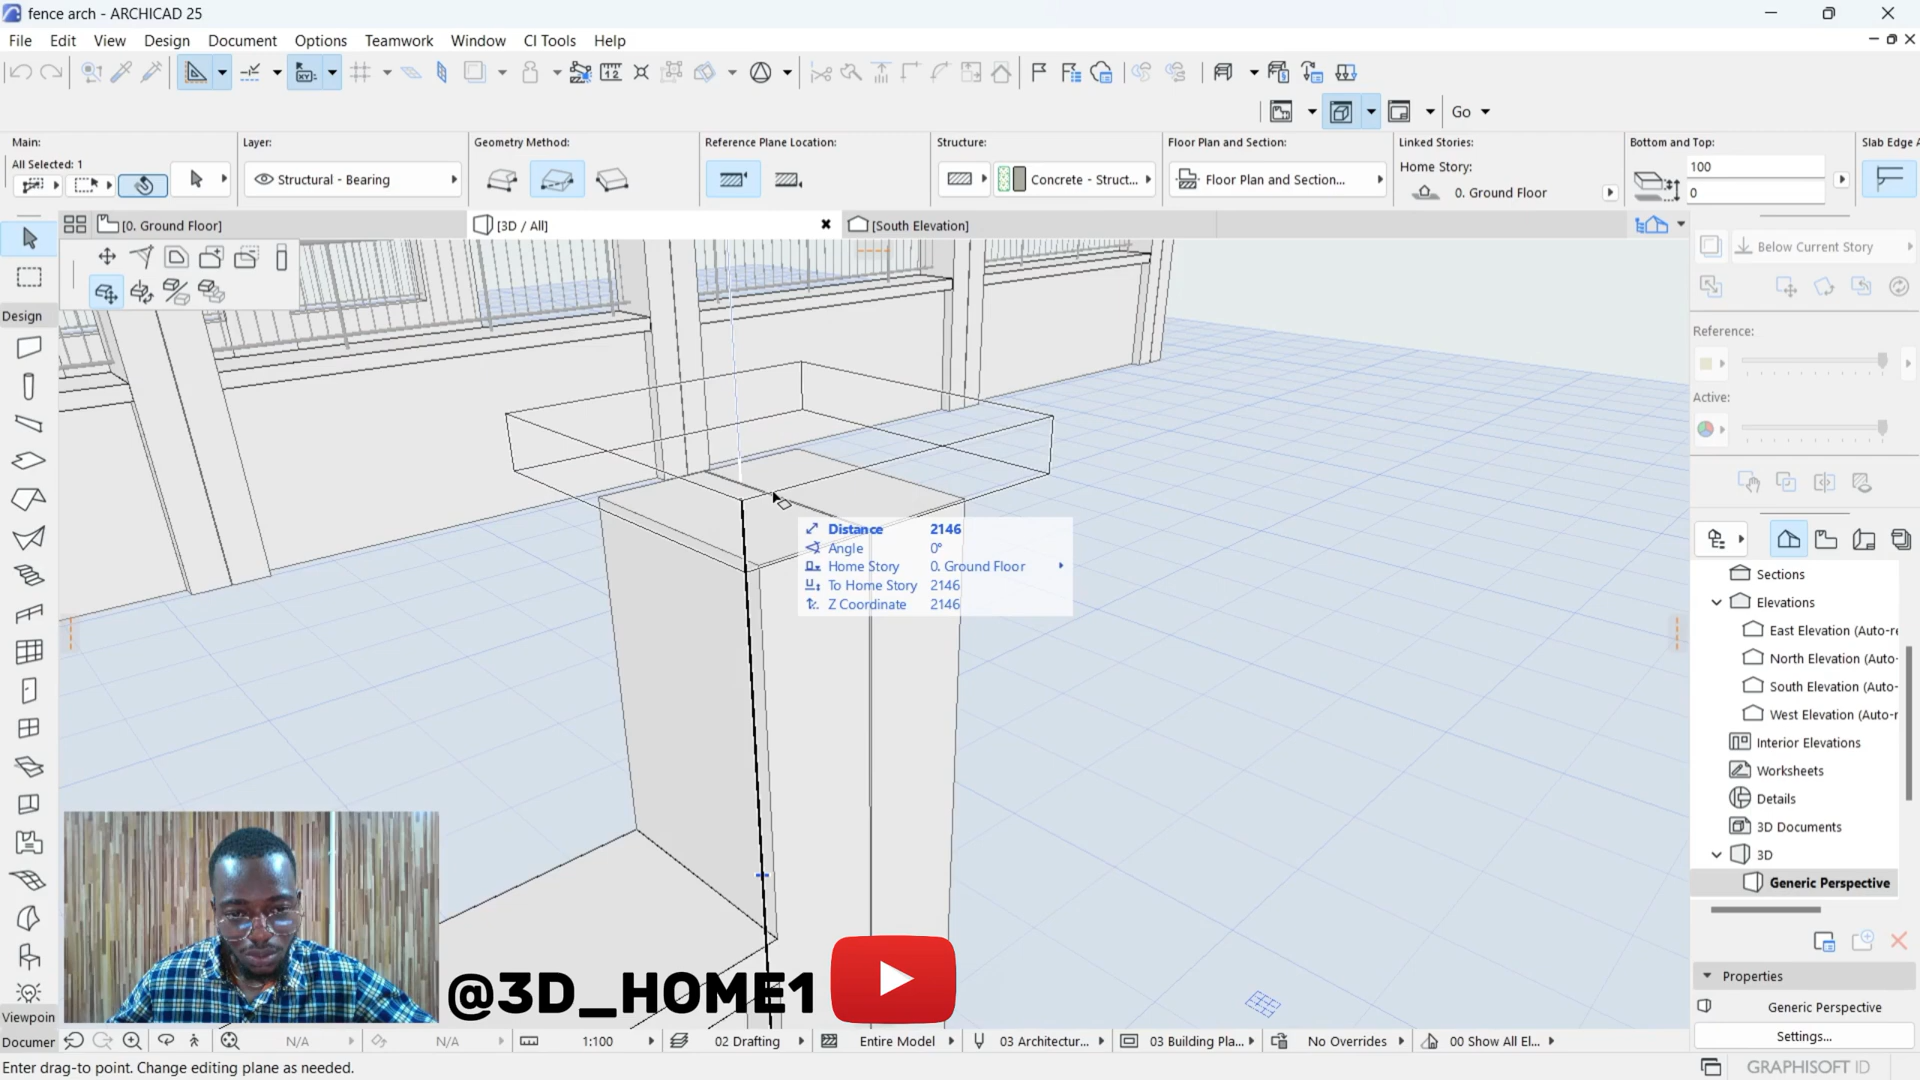 fence arch - ARCHICAD 25
File Edit View Design Document Options Teamwork Window CI Tools Help
Go
Main:
All Selected: 1
Layer:
Structural - Bearing
Geometry Method:
Reference Plane Location:
Structure:
Concrete - Struct...
Floor Plan and Section:
Floor Plan and Section...
Linked Stories:
Home Story:
0. Ground Floor
Bottom and Top:
100
0
Slab Edge A
[0. Ground Floor]
[3D / All]
[South Elevation]
Design
Viewpoin
Documer
Distance 2146
Angle 0°
Home Story 0. Ground Floor
To Home Story 2146
Z Coordinate 2146
@3D_HOME1
Below Current Story
Reference:
Active:
Sections
Elevations
East Elevation (Auto-re
North Elevation (Auto-
South Elevation (Auto-
West Elevation (Auto-r
Interior Elevations
Worksheets
Details
3D Documents
3D
Generic Perspective
Properties
Generic Perspective
Settings...
N/A N/A 1:100 02 Drafting Entire Model 03 Architectur... 03 Building Pla... No Overrides 00 Show All El...
Enter drag-to point. Change editing plane as needed.
GRAPHISOFT ID